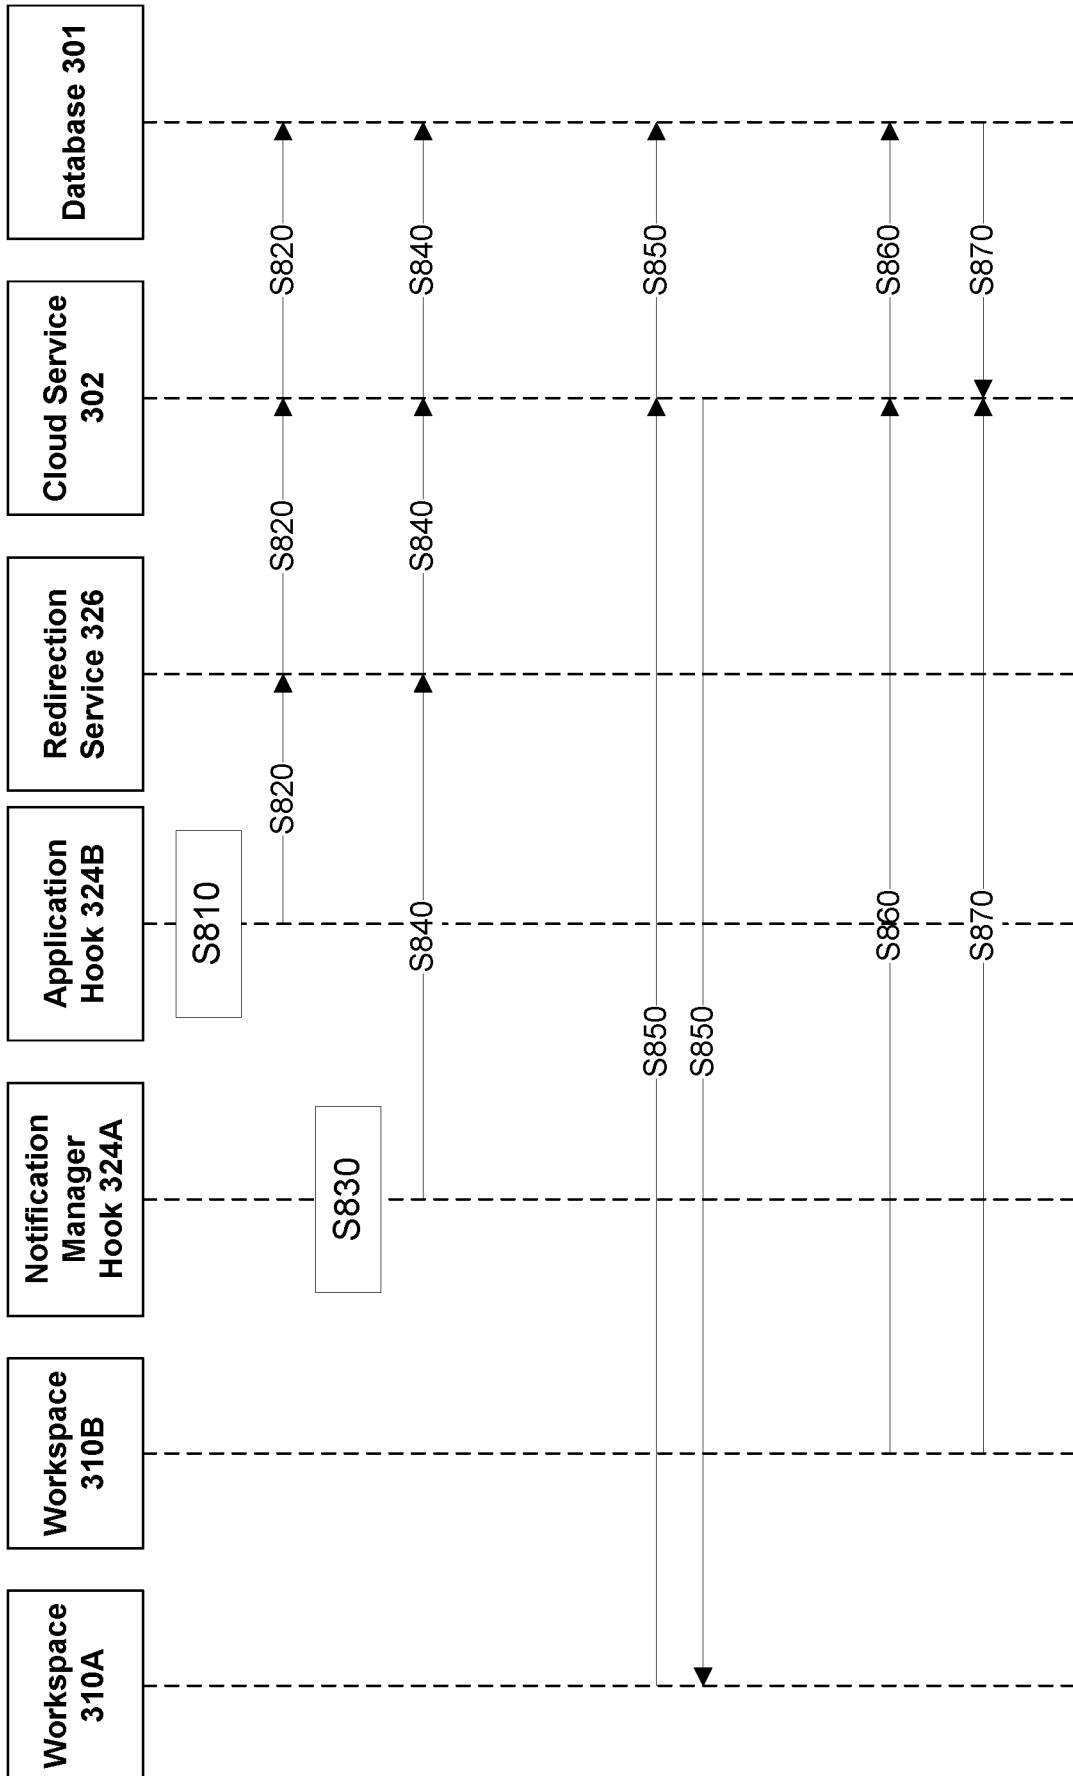 Workspace
310A
Workspace
310B
Notification
Manager
Hook 324A
Application
Hook 324B
Redirection
Service 326
Cloud Service
302
Database 301
S810
S820
S820
S820
S830
S840
S840
S840
S850
S850
S850
S860
S860
S870
S870